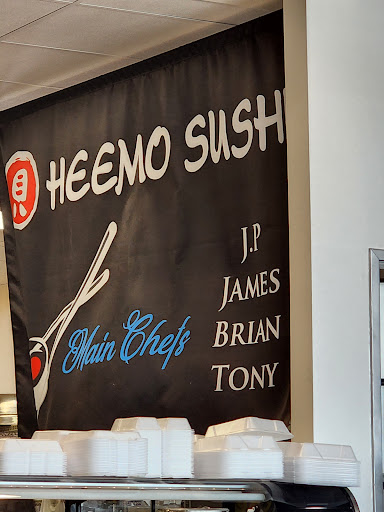 HEEMO SUSH
J.P
JAMES
Main Chefs
BRIAN
TONY